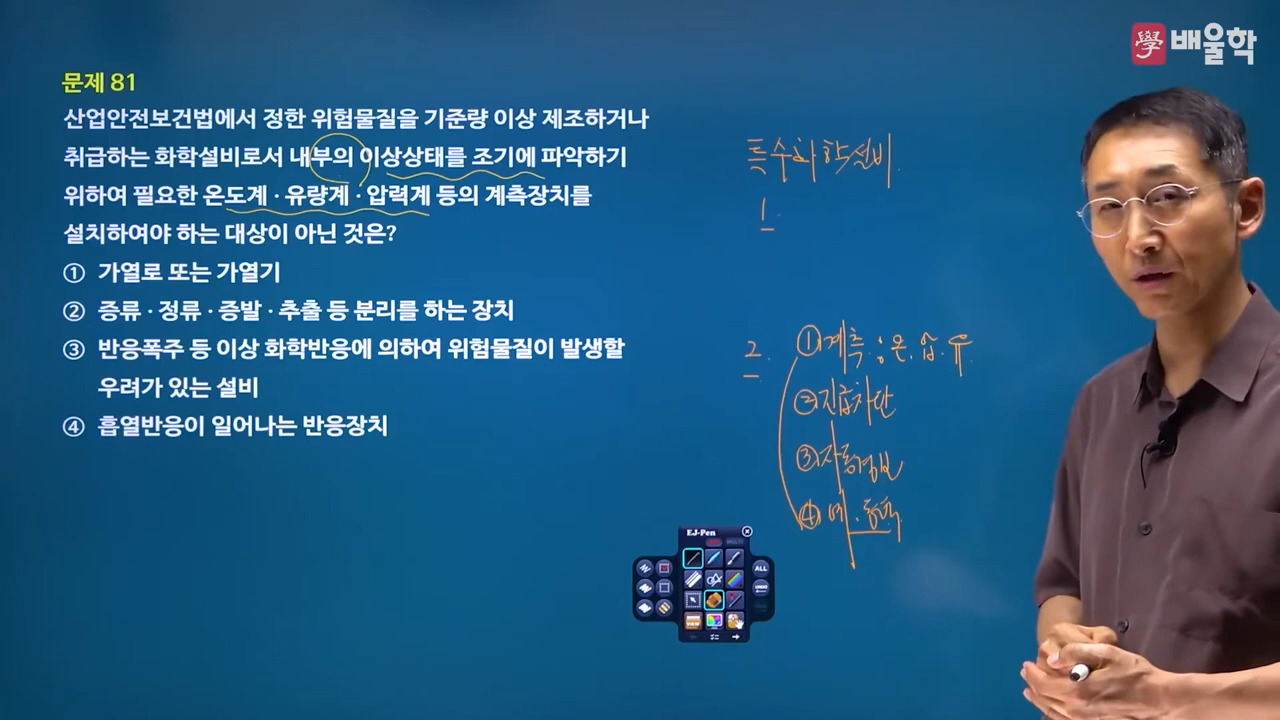 學 배울학
문제 81
산업안전보건법에서 정한 위험물질을 기준량 이상 제조하거나
취급하는 화학설비로서 내부의 이상상태를 조기에 파악하기
위하여 필요한 온도계 · 유량계 · 압력계 등의 계측장치를
설치하여야 하는 대상이 아닌 것은?
① 가열로 또는 가열기
② 증류 · 정류 · 증발 · 추출 등 분리를 하는 장치
③ 반응폭주 등 이상 화학반응에 의하여 위험물질이 발생할
우려가 있는 설비
④ 흡열반응이 일어나는 반응장치
특수화학설비.
1.
2. ①계측 : 온. 압. 유
②긴급차단
③자동경보
④예.동력
EJ-Pen
ALL
VIEW